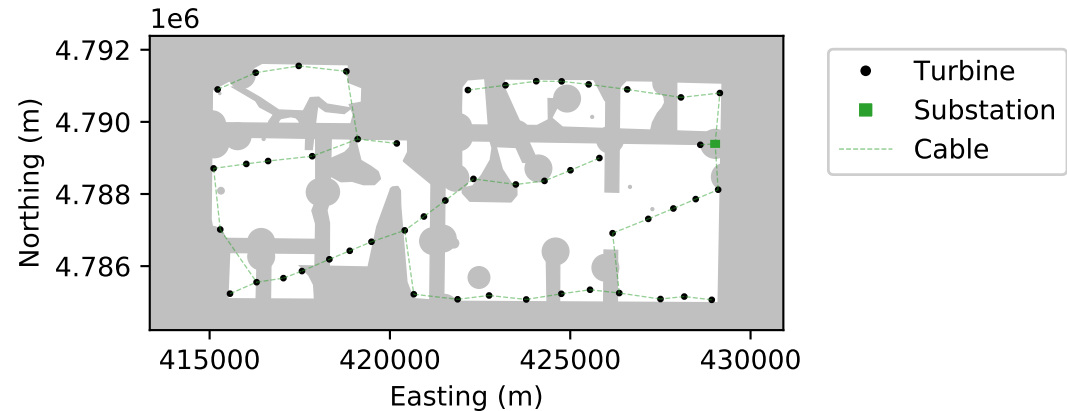 1e6
4.792
4.790
4.788
4.786
Northing (m)
415000 420000 425000 430000
Easting (m)
Turbine
Substation
Cable